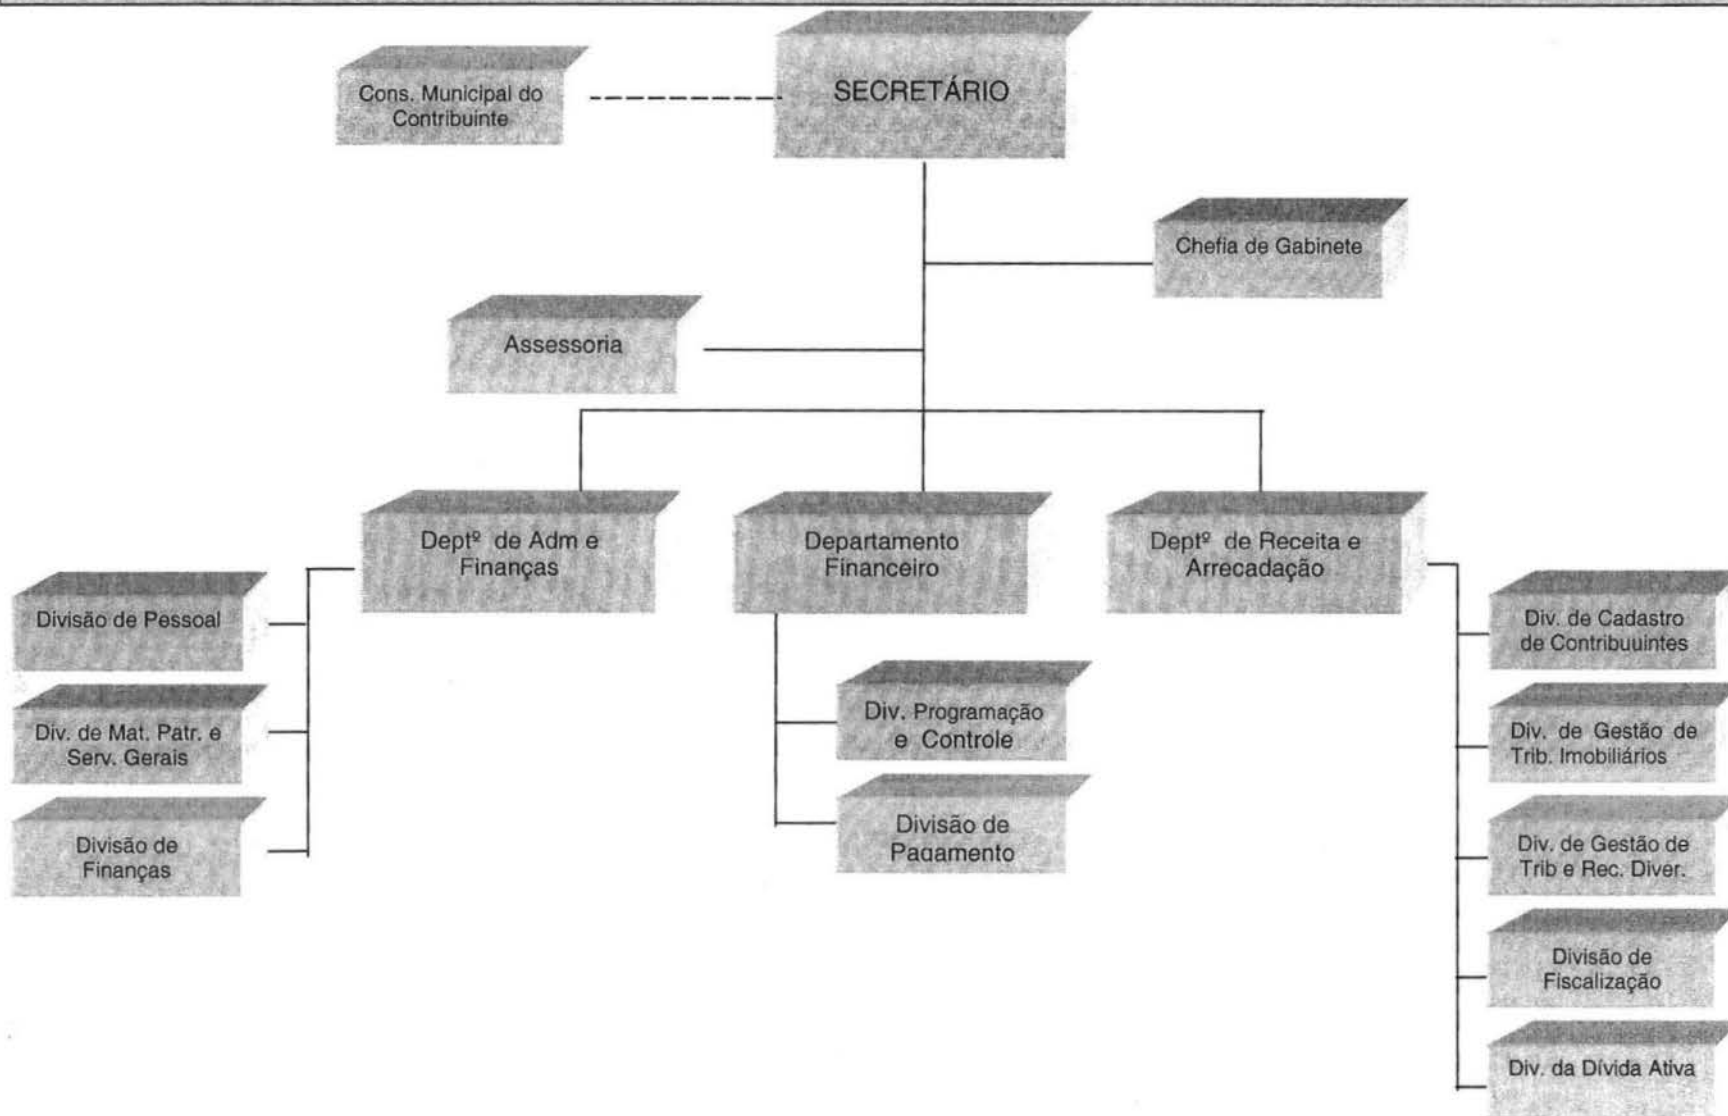 SECRETÁRIO
Cons. Municipal do
Contribuinte
Chefia de Gabinete
Assessoria
Deptº de Adm e
Finanças
Departamento
Financeiro
Deptº de Receita e
Arrecadação
Divisão de Pessoal
Div. de Mat. Patr. e
Serv. Gerais
Divisão de
Finanças
Div. Programação
e Controle
Divisão de
Pagamento
Div. de Cadastro
de Contribuuintes
Div. de Gestão de
Trib. Imobiliários
Div. de Gestão de
Trib e Rec. Diver.
Divisão de
Fiscalização
Div. da Dívida Ativa